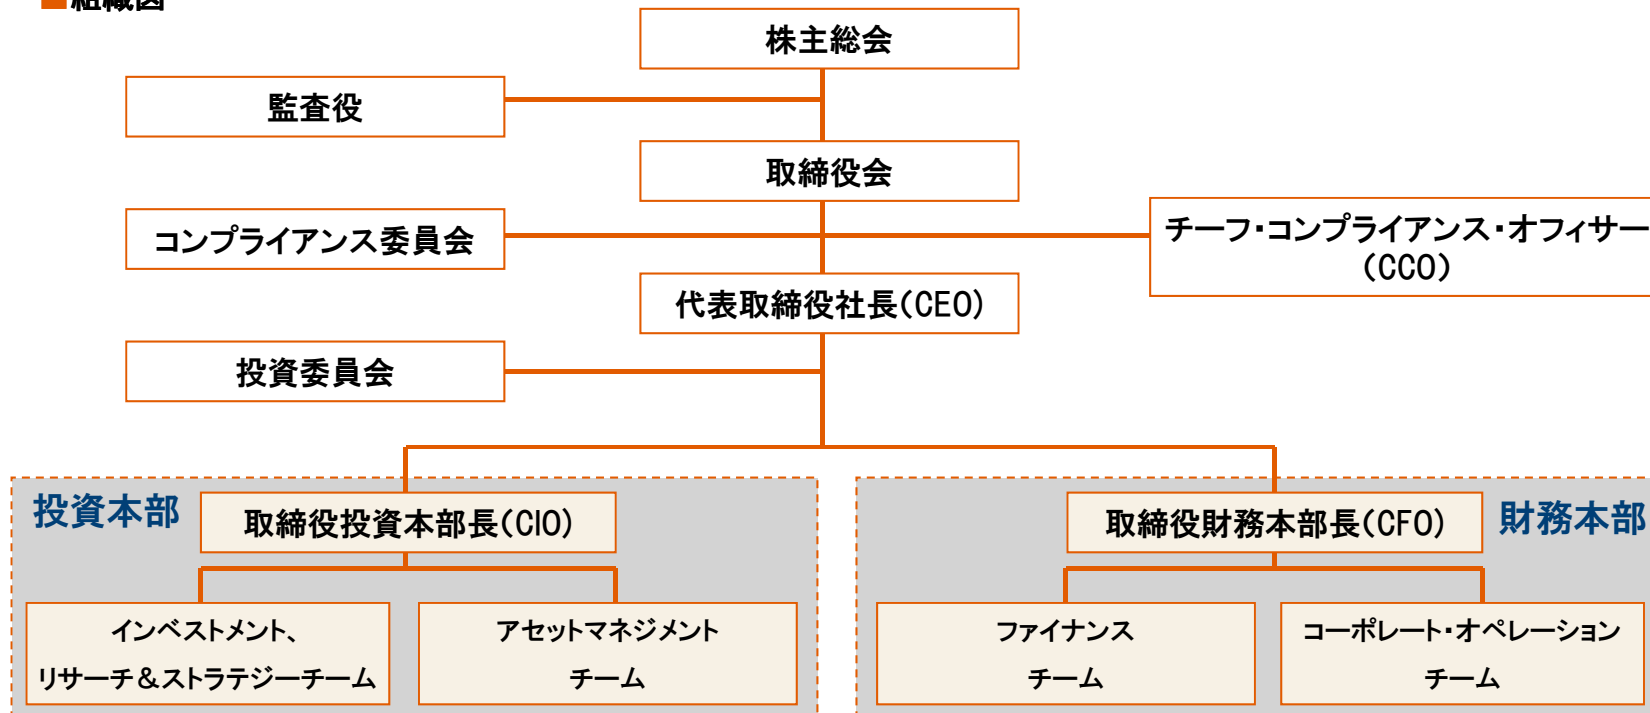 ■組織図
株主総会
監査役
取締役会
コンプライアンス委員会
チーフ・コンプライアンス・オフィサー
(CCO)
代表取締役社長(CEO)
投資委員会
投資本部
取締役投資本部長(CIO)
取締役財務本部長(CFO)
財務本部
インベストメント、
リサーチ＆ストラテジーチーム
アセットマネジメント
チーム
ファイナンス
チーム
コーポレート・オペレーション
チーム